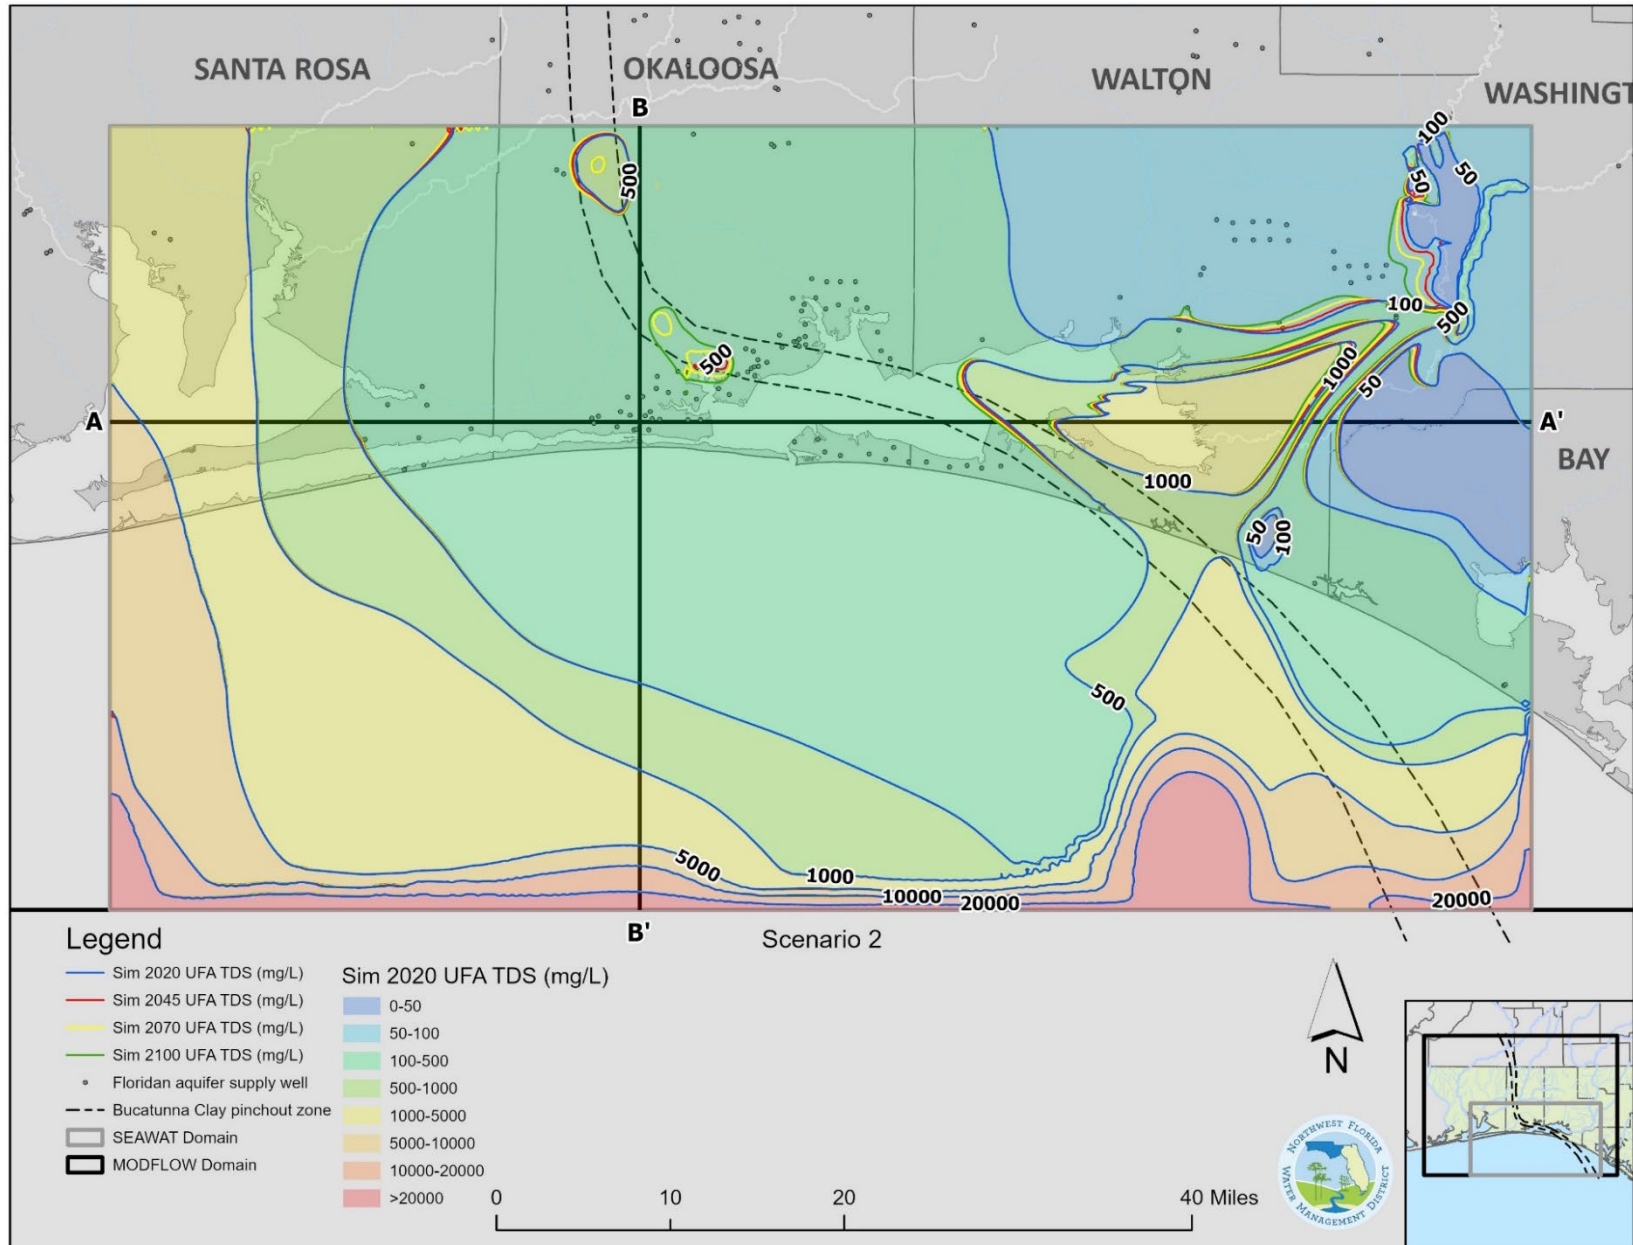 SANTA ROSA
OKALOOSA
WALTON
WASHINGT
B
100
50
50
500
100
500
500
1000
50
A
A'
BAY
1000
50
100
500
5000
1000
10000
20000
20000
B'
Scenario 2
Legend
Sim 2020 UFA TDS (mg/L)
Sim 2045 UFA TDS (mg/L)
Sim 2070 UFA TDS (mg/L)
Sim 2100 UFA TDS (mg/L)
Floridan aquifer supply well
Bucatunna Clay pinchout zone
SEAWAT Domain
MODFLOW Domain
Sim 2020 UFA TDS (mg/L)
0-50
50-100
100-500
500-1000
1000-5000
5000-10000
10000-20000
>20000
0 10 20 40 Miles
N
NORTHWEST FLORIDA
WATER MANAGEMENT DISTRICT